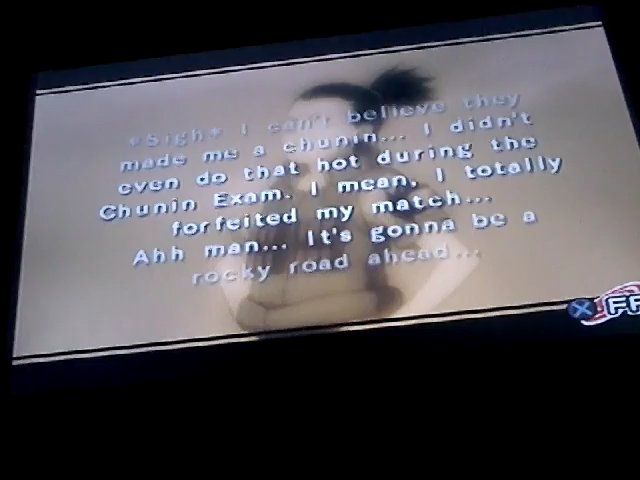 *Sigh* I can't believe they
made me a chunin... I didn't
even do that hot during the
Chunin Exam. I mean, I totally
forfeited my match...
Ahh man... It's gonna be a
rocky road ahead...
FF